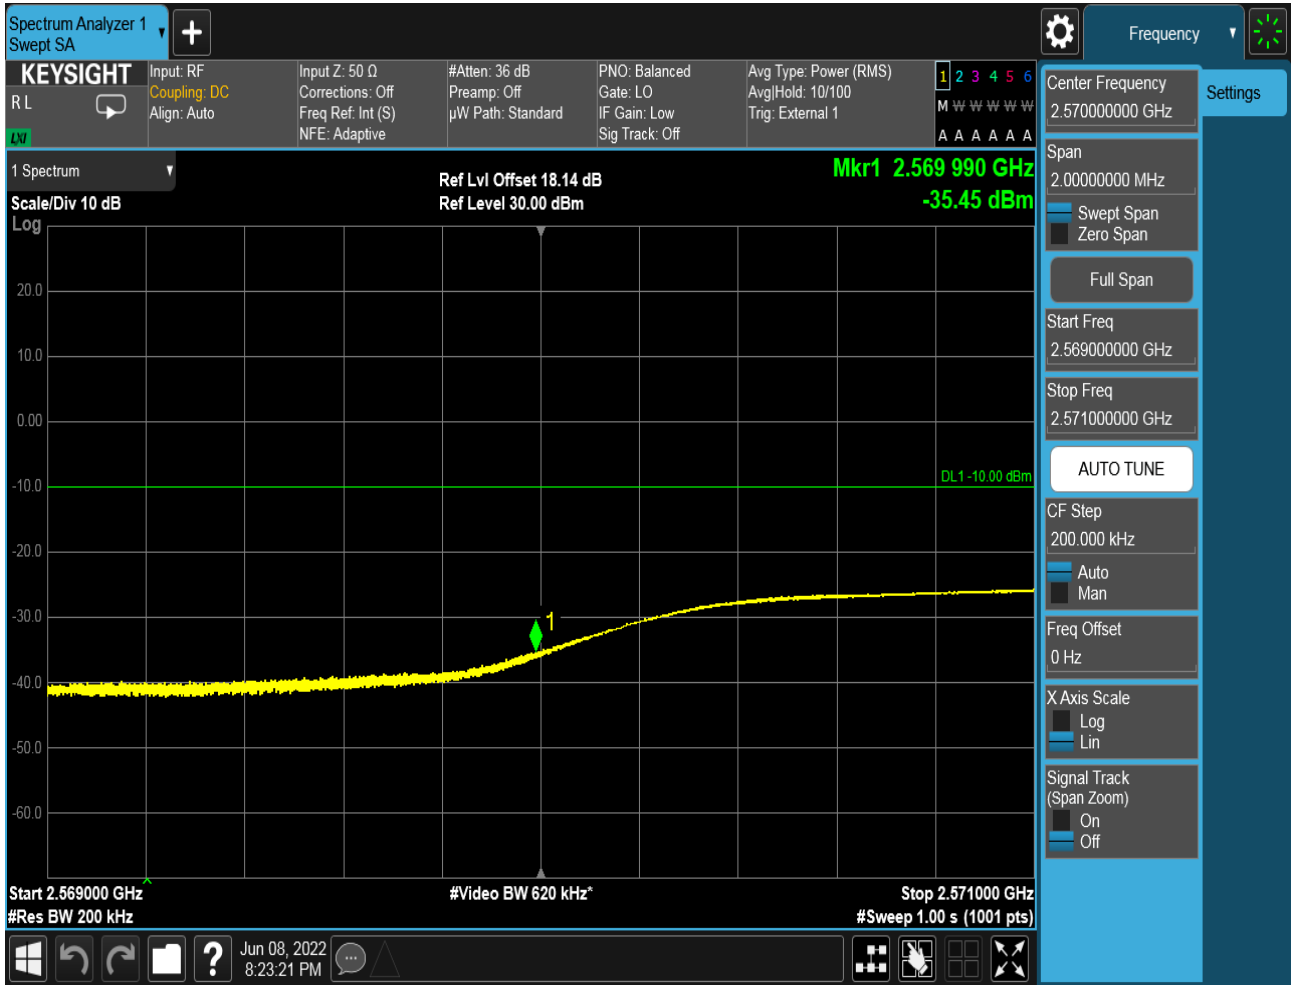 Spectrum Analyzer 1
Swept SA
Frequency
KEYSIGHT
R L
LXI
Input: RF
Coupling: DC
Align: Auto
Input Z: 50 Ω
Corrections: Off
Freq Ref: Int (S)
NFE: Adaptive
#Atten: 36 dB
Preamp: Off
µW Path: Standard
PNO: Balanced
Gate: LO
IF Gain: Low
Sig Track: Off
Avg Type: Power (RMS)
Avg|Hold: 10/100
Trig: External 1
1 2 3 4 5 6
M W W W W W
A A A A A A
1 Spectrum
Scale/Div 10 dB
Log
Ref Lvl Offset 18.14 dB
Ref Level 30.00 dBm
Mkr1 2.569 990 GHz
-35.45 dBm
20.0
10.0
0.00
-10.0
-20.0
-30.0
-40.0
-50.0
-60.0
DL1 -10.00 dBm
1
Start 2.569000 GHz
#Res BW 200 kHz
#Video BW 620 kHz*
Stop 2.571000 GHz
#Sweep 1.00 s (1001 pts)
Jun 08, 2022
8:23:21 PM
Center Frequency
2.570000000 GHz
Span
2.00000000 MHz
Swept Span
Zero Span
Full Span
Start Freq
2.569000000 GHz
Stop Freq
2.571000000 GHz
AUTO TUNE
CF Step
200.000 kHz
Auto
Man
Freq Offset
0 Hz
X Axis Scale
Log
Lin
Signal Track
(Span Zoom)
On
Off
Settings